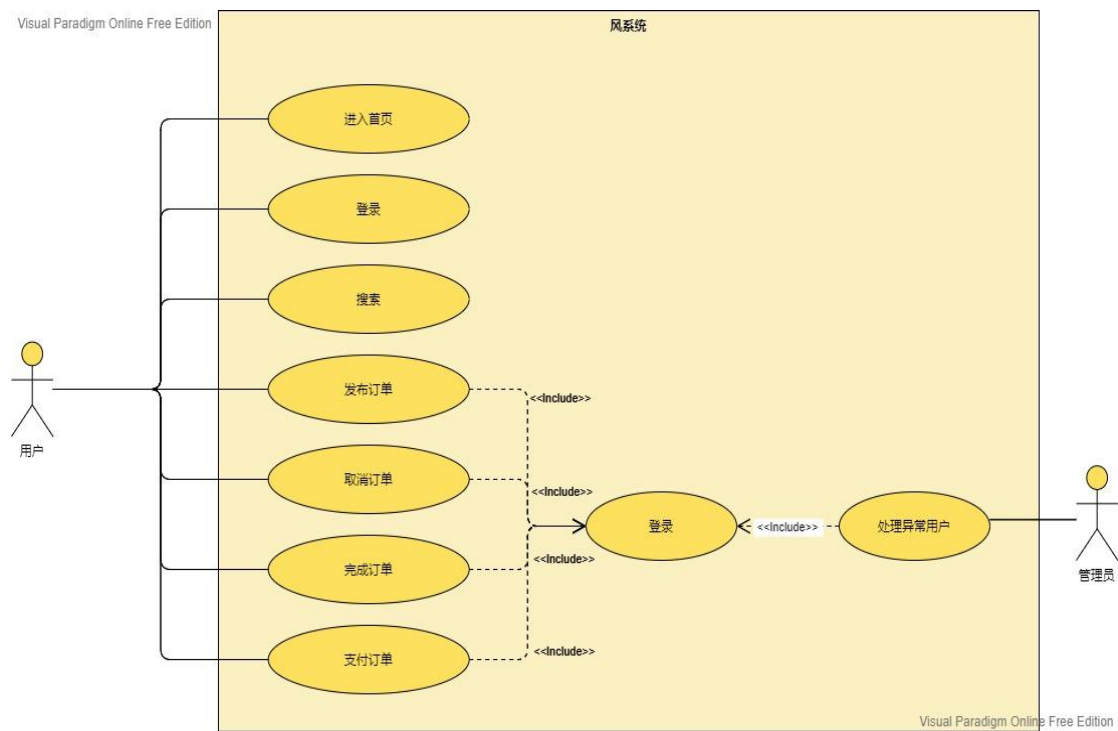 Visual Paradigm Online Free Edition
风系统
进入首页
登录
搜索
发布订单
<<Include>>
用户
取消订单
<<Include>>
登录
<<Include>>
处理异常用户
完成订单
<<Include>>
管理员
支付订单
<<Include>>
Visual Paradigm Online Free Edition